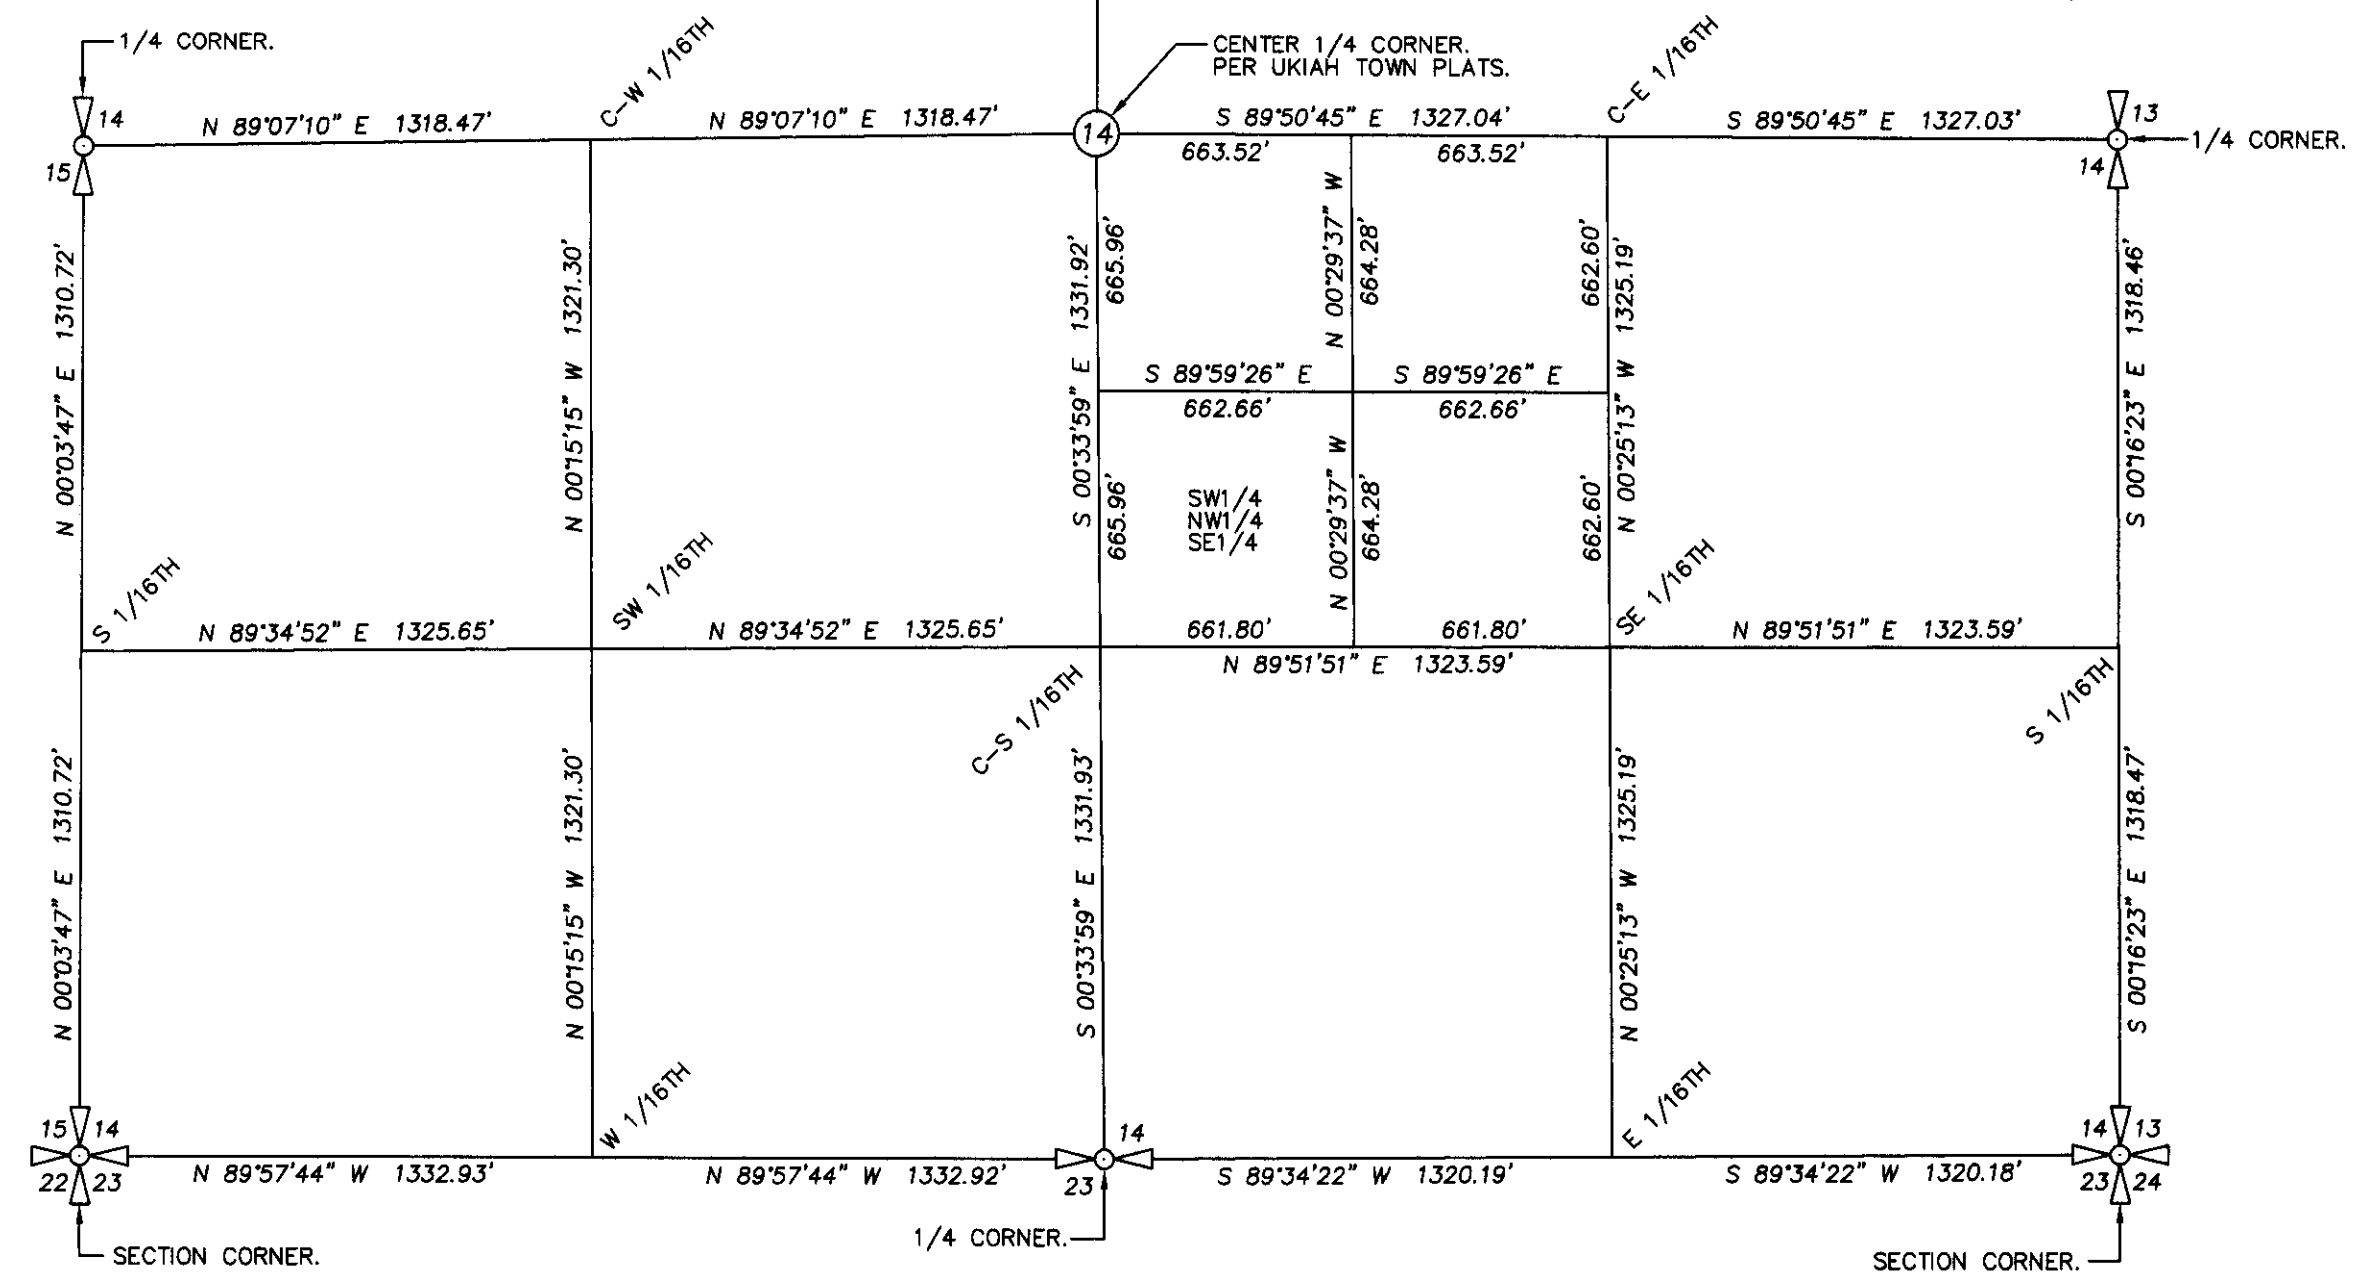 1/4 CORNER.
CENTER 1/4 CORNER.
PER UKIAH TOWN PLATS.
C-W 1/16TH
C-E 1/16TH
14
15
N 89°07'10" E 1318.47'
N 89°07'10" E 1318.47'
14
S 89°50'45" E 1327.04'
S 89°50'45" E 1327.03'
13
14
1/4 CORNER.
663.52'
663.52'
N 00°03'47" E 1310.72'
N 00°15'15" W 1321.30'
S 00°33'59" E 1331.92'
665.96'
N 00°29'37" W
664.28'
662.60'
N 00°25'13" W 1325.19'
S 00°16'23" E 1318.46'
S 89°59'26" E
S 89°59'26" E
662.66'
662.66'
665.96'
SW1/4
NW1/4
SE1/4
N 00°29'37" W
664.28'
662.60'
S 1/16TH
SW 1/16TH
SE 1/16TH
N 89°34'52" E 1325.65'
N 89°34'52" E 1325.65'
661.80'
661.80'
N 89°51'51" E 1323.59'
N 89°51'51" E 1323.59'
C-S 1/16TH
S 1/16TH
N 00°03'47" E 1310.72'
N 00°15'15" W 1321.30'
S 00°33'59" E 1331.93'
N 00°25'13" W 1325.19'
S 00°16'23" E 1318.47'
W 1/16TH
E 1/16TH
15 14
22 23
N 89°57'44" W 1332.93'
N 89°57'44" W 1332.92'
14
23
S 89°34'22" W 1320.19'
S 89°34'22" W 1320.18'
14 13
23 24
SECTION CORNER.
1/4 CORNER.
SECTION CORNER.